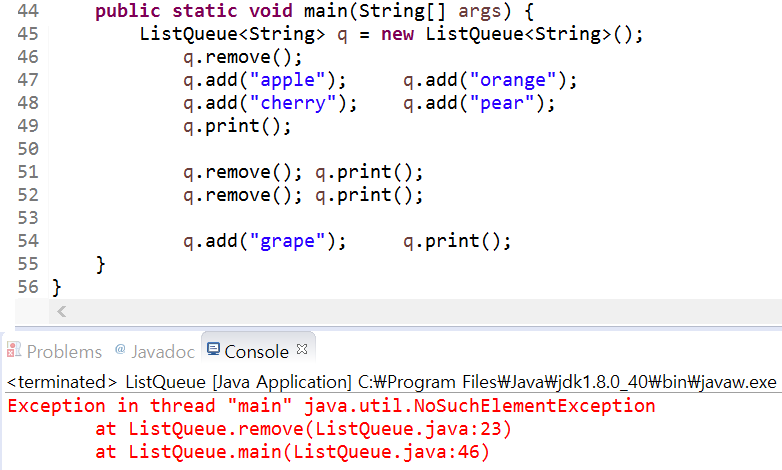 44 public static void main(String[] args) {
45 ListQueue<String> q = new ListQueue<String>();
46 q.remove();
47 q.add("apple"); q.add("orange");
48 q.add("cherry"); q.add("pear");
49 q.print();
50
51 q.remove(); q.print();
52 q.remove(); q.print();
53
54 q.add("grape"); q.print();
55 }
56 }
Problems @ Javadoc Console
<terminated> ListQueue [Java Application] C:₩Program Files₩Java₩jdk1.8.0_40₩bin₩javaw.exe
Exception in thread "main" java.util.NoSuchElementException
at ListQueue.remove(ListQueue.java:23)
at ListQueue.main(ListQueue.java:46)